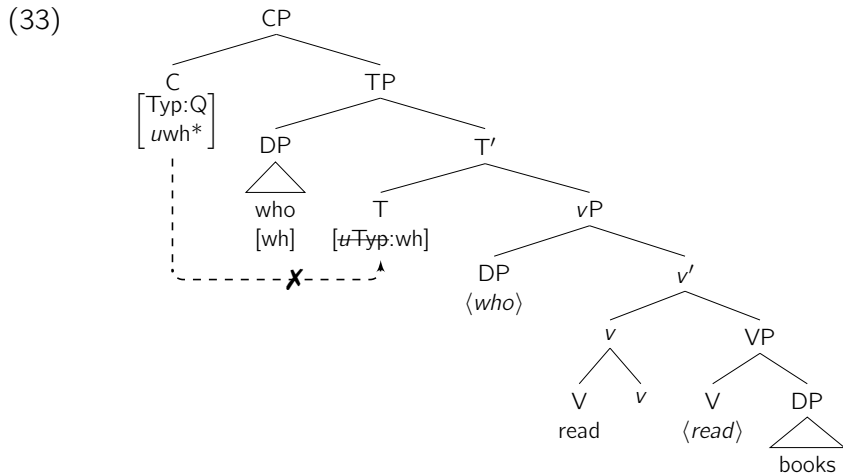 (33)
CP
C
TP
[Typ:Q
uwh*]
DP
T′
who
T
vP
[wh]
[uTyp:wh]
DP
v′
✗
⟨who⟩
v
VP
V
v
V
DP
read
⟨read⟩
books